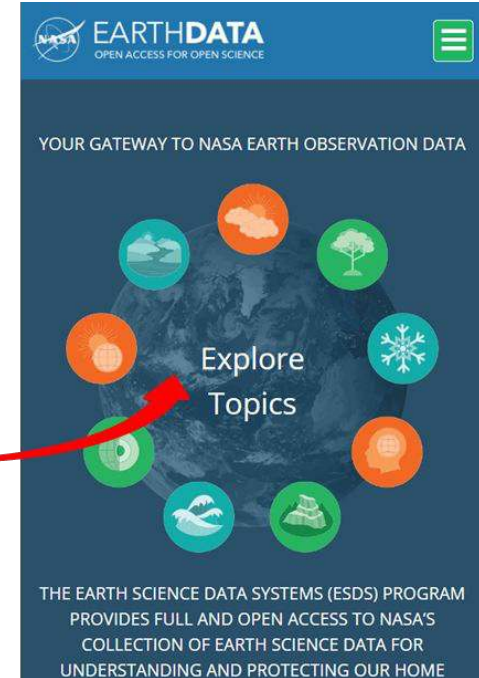 NASA
EARTHDATA
OPEN ACCESS FOR OPEN SCIENCE
YOUR GATEWAY TO NASA EARTH OBSERVATION DATA
Explore
Topics
THE EARTH SCIENCE DATA SYSTEMS (ESDS) PROGRAM
PROVIDES FULL AND OPEN ACCESS TO NASA'S
COLLECTION OF EARTH SCIENCE DATA FOR
UNDERSTANDING AND PROTECTING OUR HOME